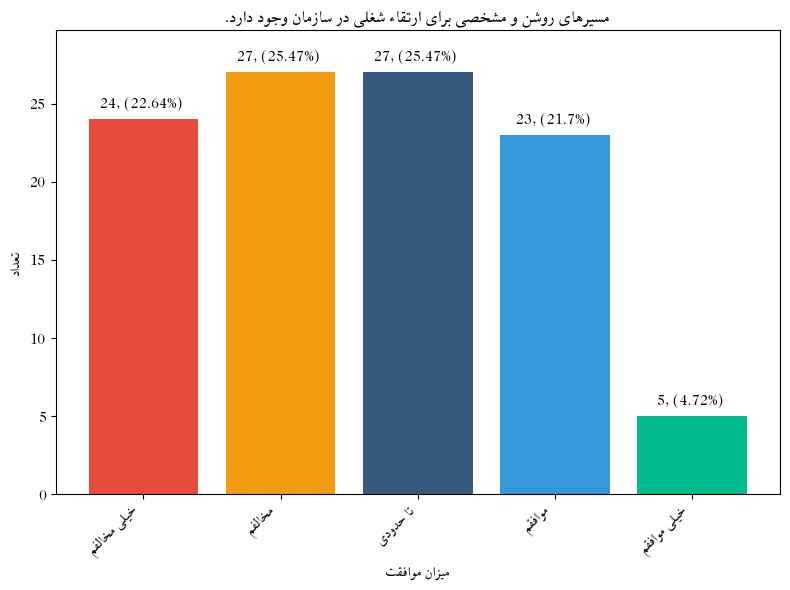 مسیرهای روشن و مشخصی برای ارتقاء شغلی در سازمان وجود دارد.
24, (22.64%)
27, (25.47%)
27, (25.47%)
23, (21.7%)
5, (4.72%)
تعداد
25
20
15
10
5
0
خیلی مخالفم
مخالفم
تا حدودی
موافقم
خیلی موافقم
میزان موافقت